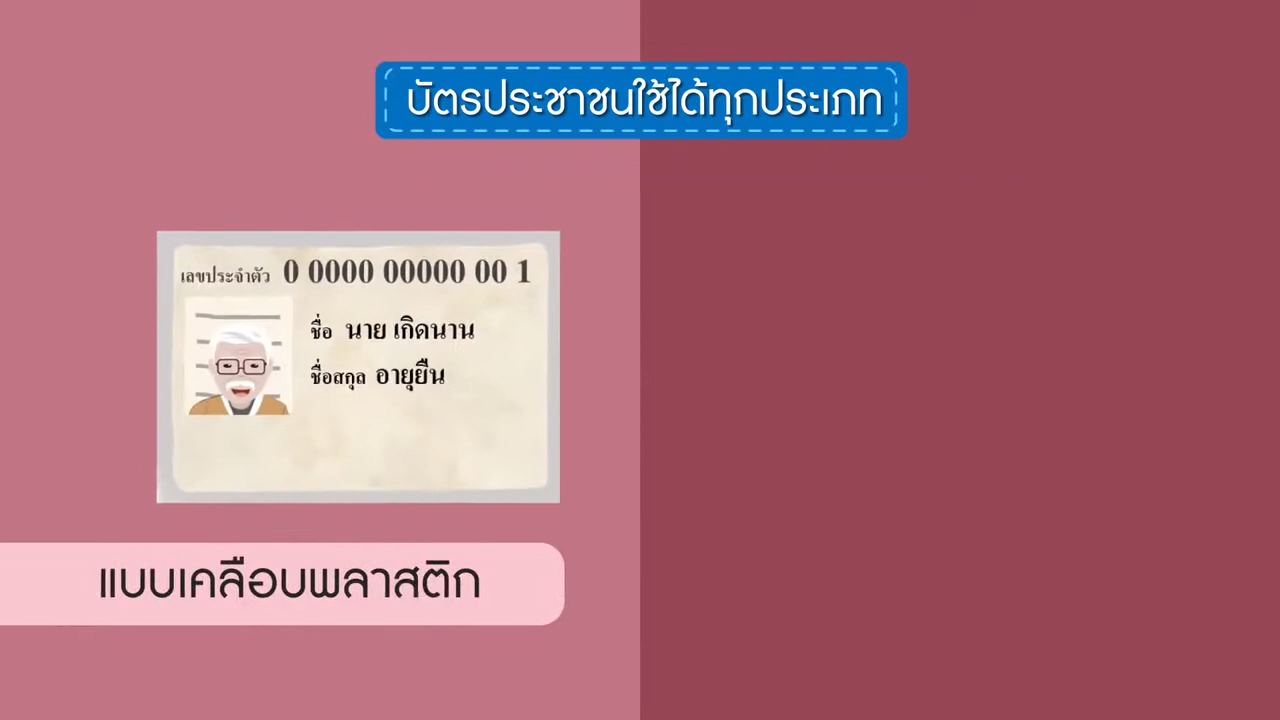 บัตรประชาชนใช้ได้ทุกประเภท
เลขประจำตัว 0 0000 00000 00 1
ชื่อ นาย เกิดนาน
ชื่อสกุล อายุยืน
แบบเคลือบพลาสติก